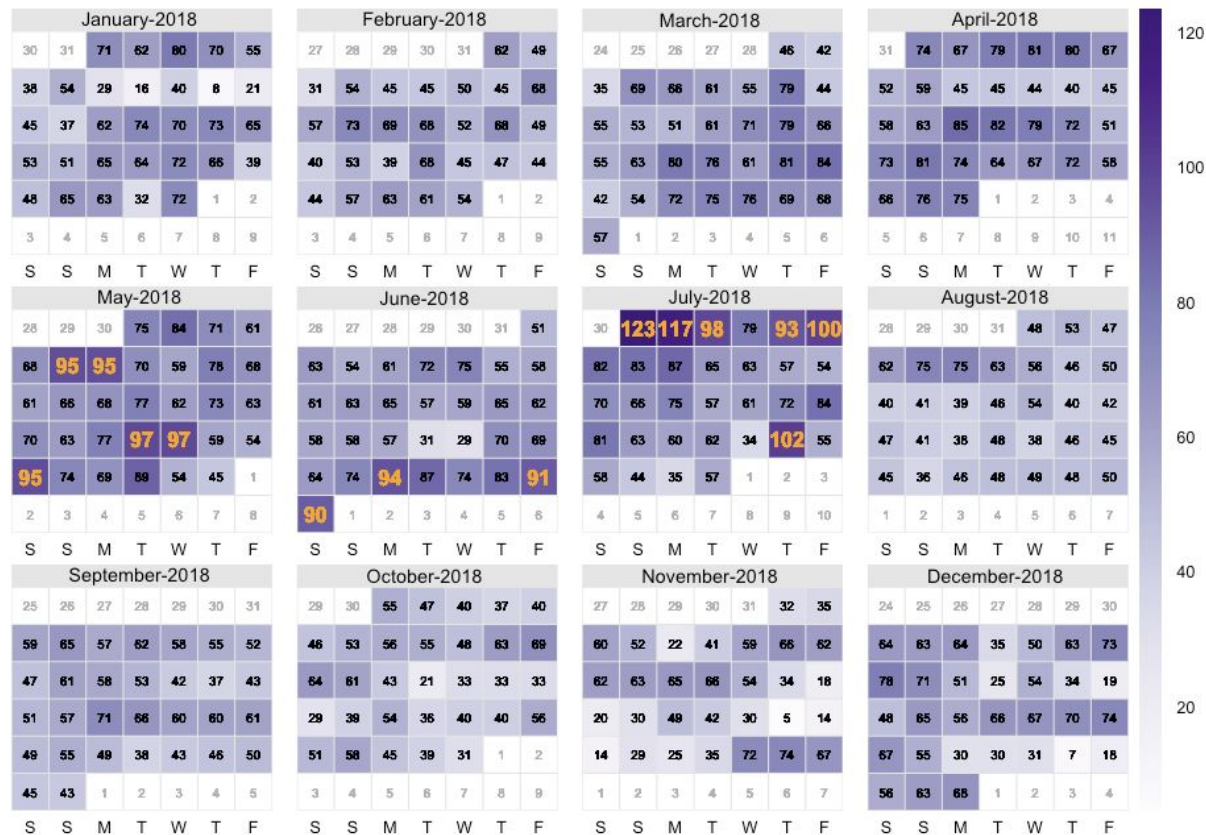 January-2018
30 31 71 62 80 70 55
38 54 29 16 40 8 21
45 37 62 74 70 73 65
53 51 65 64 72 66 39
48 65 63 32 72 1 2
3 4 5 6 7 8 9
S S M T W T F
February-2018
27 28 29 30 31 62 49
31 54 45 45 50 45 68
57 73 69 68 52 68 49
40 53 39 68 45 47 44
44 57 63 61 54 1 2
3 4 5 6 7 8 9
S S M T W T F
March-2018
24 25 26 27 28 46 42
35 69 66 61 55 79 44
55 53 51 61 71 79 66
55 63 80 76 61 81 84
42 54 72 75 76 69 68
57 1 2 3 4 5 6
S S M T W T F
April-2018
31 74 67 79 81 80 67
52 59 45 45 44 40 45
58 63 85 82 79 72 51
73 81 74 64 67 72 58
66 76 75 1 2 3 4
5 6 7 8 9 10 11
S S M T W T F
May-2018
28 29 30 75 84 71 61
68 95 95 70 59 78 68
61 66 68 77 62 73 63
70 63 77 97 97 59 54
95 74 69 89 54 45 1
2 3 4 5 6 7 8
S S M T W T F
June-2018
26 27 28 29 30 31 51
63 54 61 72 75 55 58
61 63 65 57 59 65 62
58 58 57 31 29 70 69
64 74 94 87 74 83 91
90 1 2 3 4 5 6
S S M T W T F
July-2018
30 123 117 98 79 93 100
82 83 87 65 63 57 54
70 66 75 57 61 72 84
81 63 60 62 34 102 55
58 44 35 57 1 2 3
4 5 6 7 8 9 10
S S M T W T F
August-2018
28 29 30 31 48 53 47
62 75 75 63 56 46 50
40 41 39 46 54 40 42
47 41 36 48 38 46 45
45 36 46 48 49 48 50
1 2 3 4 5 6 7
S S M T W T F
September-2018
25 26 27 28 29 30 31
59 65 57 62 58 55 52
47 61 58 53 42 37 43
51 57 71 66 60 60 61
49 55 49 38 43 46 50
45 43 1 2 3 4 5
S S M T W T F
October-2018
29 30 55 47 40 37 40
46 53 56 55 48 63 69
64 61 43 21 33 33 33
29 39 54 36 40 40 56
51 58 45 39 31 1 2
3 4 5 6 7 8 9
S S M T W T F
November-2018
27 28 29 30 31 32 35
60 52 22 41 59 66 62
62 63 65 66 54 34 18
20 30 49 42 30 5 14
14 29 25 35 72 74 67
1 2 3 4 5 6 7
S S M T W T F
December-2018
24 25 26 27 28 29 30
64 63 64 35 50 63 73
78 71 51 25 54 34 19
48 65 56 66 67 70 74
67 55 30 30 31 7 18
56 63 68 1 2 3 4
S S M T W T F
120
100
80
60
40
20